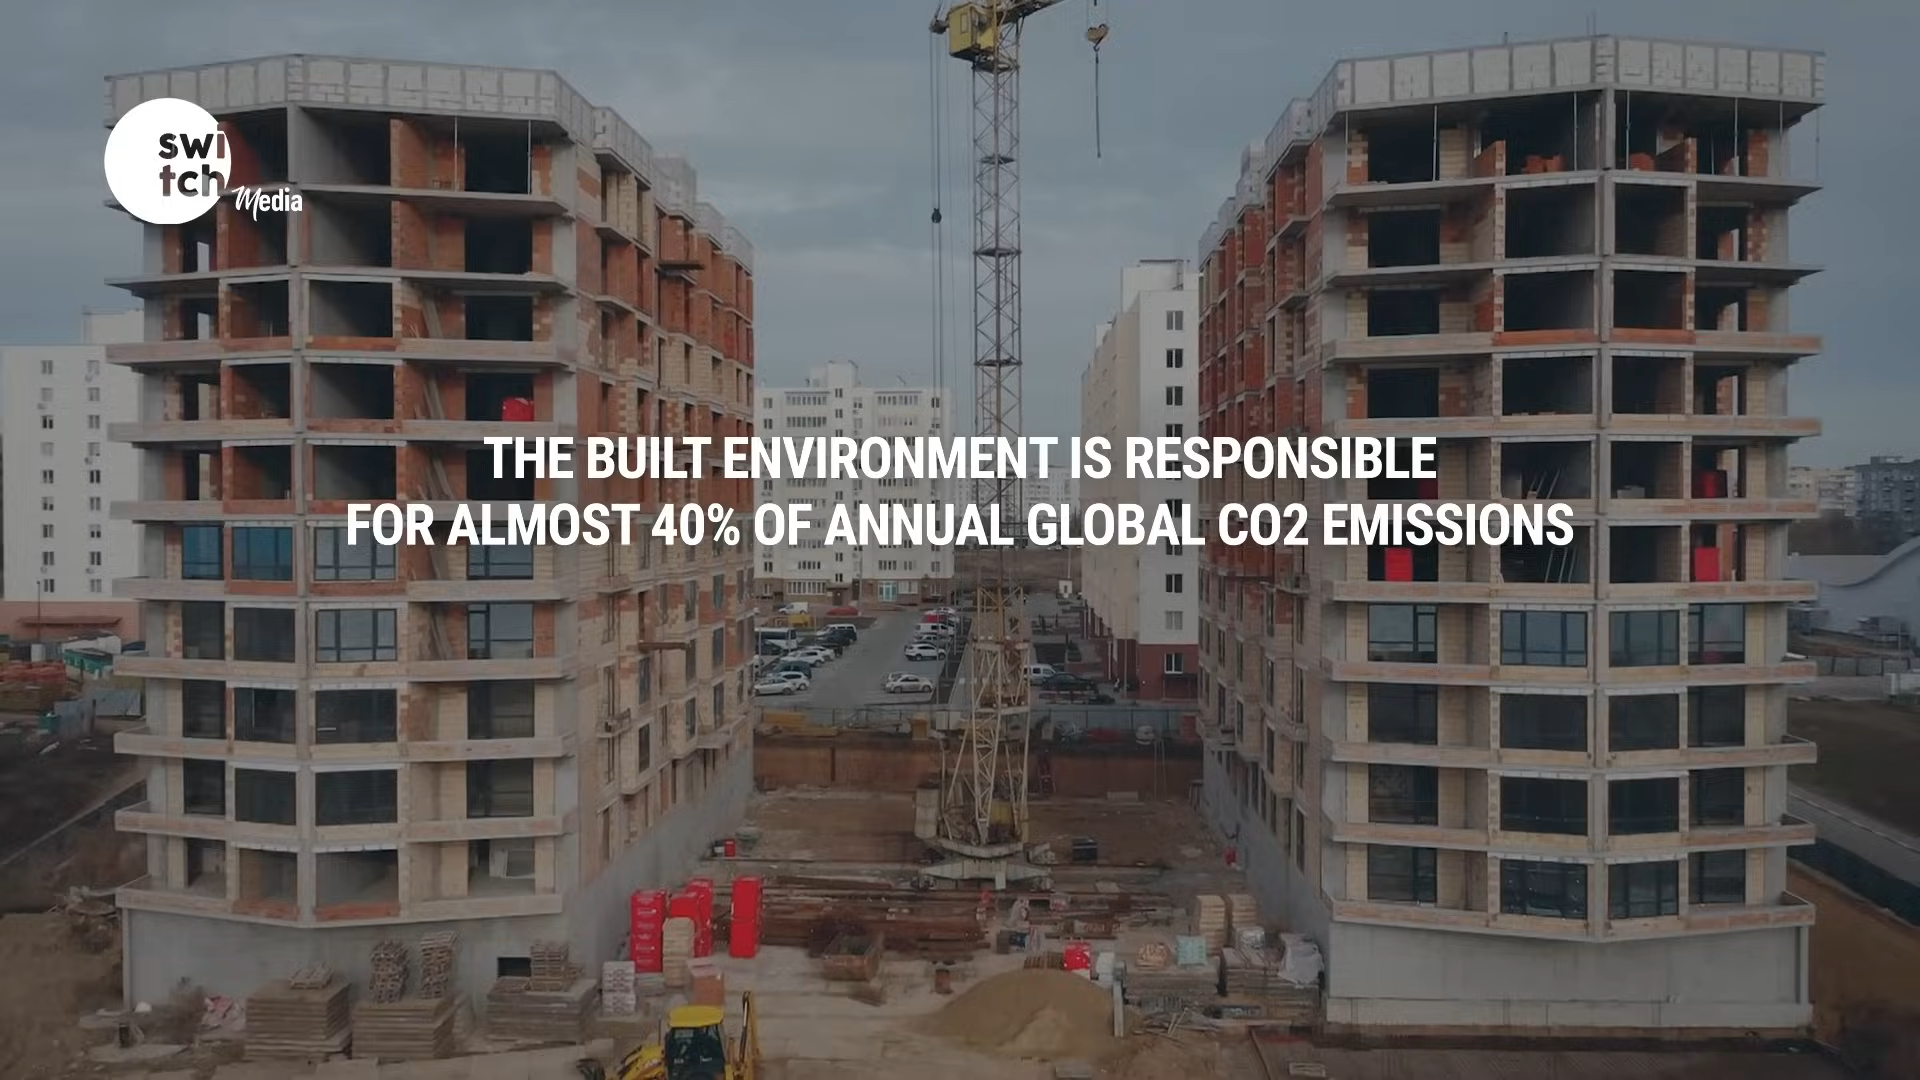 swi
tch
Media
THE BUILT ENVIRONMENT IS RESPONSIBLE
FOR ALMOST 40% OF ANNUAL GLOBAL CO2 EMISSIONS